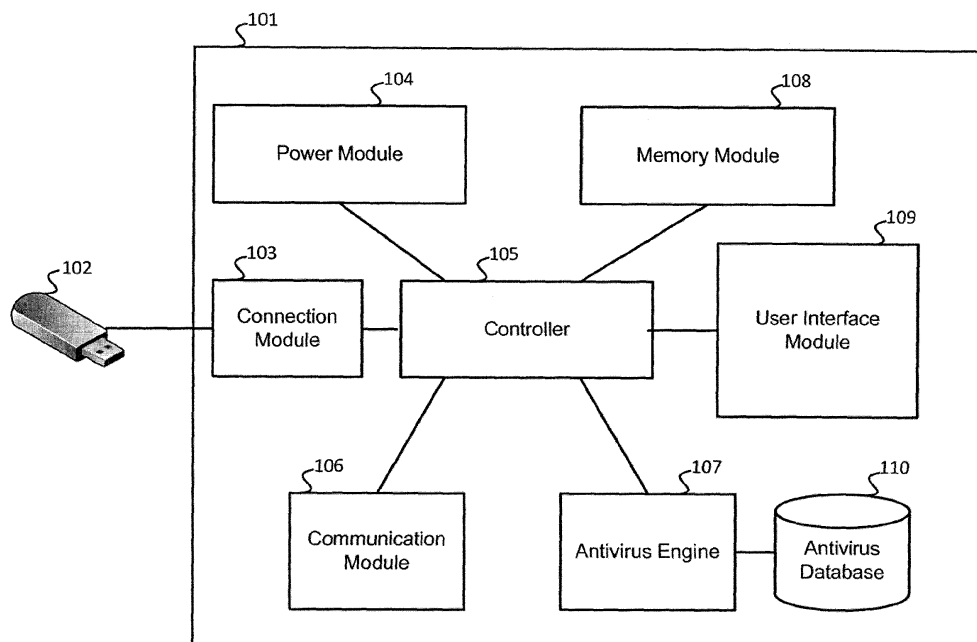 101
104
108
Power Module
Memory Module
109
102
103
105
Connection
Module
Controller
User Interface
Module
106
107
110
Communication
Module
Antivirus Engine
Antivirus
Database